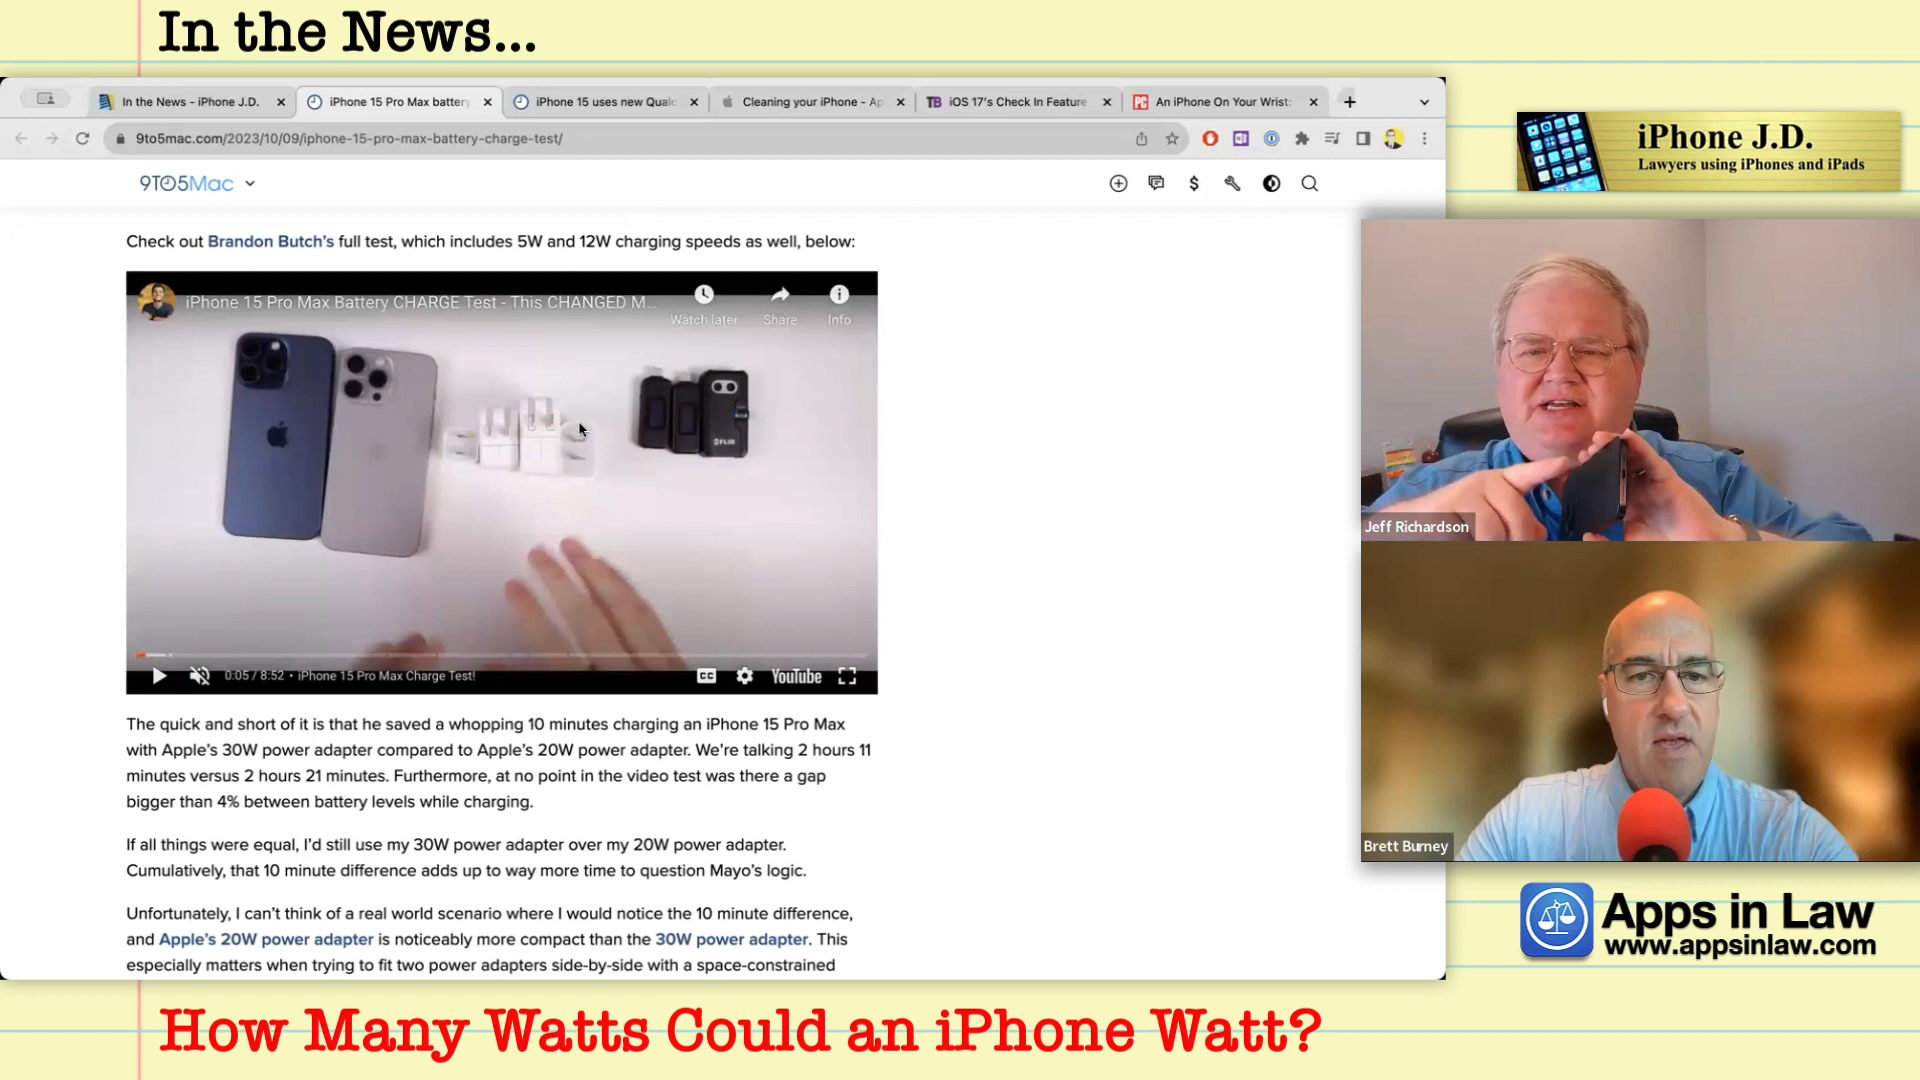 In the News...
In the News - iPhone J.D.
iPhone 15 Pro Max battery
iPhone 15 uses new Qualc
Cleaning your iPhone - Ap
TB iOS 17's Check In Feature
PC An iPhone On Your Wrist:
9to5mac.com/2023/10/09/iphone-15-pro-max-battery-charge-test/
iPhone J.D.
Lawyers using iPhones and iPads
9TO5Mac
Check out Brandon Butch's full test, which includes 5W and 12W charging speeds as well, below:
iPhone 15 Pro Max Battery CHARGE Test - This CHANGED M...
Watch later
Share
Info
FLIR
0:05 / 8:52 • iPhone 15 Pro Max Charge Test!
CC
YouTube
The quick and short of it is that he saved a whopping 10 minutes charging an iPhone 15 Pro Max
with Apple's 30W power adapter compared to Apple's 20W power adapter. We're talking 2 hours 11
minutes versus 2 hours 21 minutes. Furthermore, at no point in the video test was there a gap
bigger than 4% between battery levels while charging.
If all things were equal, I'd still use my 30W power adapter over my 20W power adapter.
Cumulatively, that 10 minute difference adds up to way more time to question Mayo's logic.
Unfortunately, I can't think of a real world scenario where I would notice the 10 minute difference,
and Apple's 20W power adapter is noticeably more compact than the 30W power adapter. This
especially matters when trying to fit two power adapters side-by-side with a space-constrained
Jeff Richardson
Brett Burney
Apps in Law
www.appsinlaw.com
How Many Watts Could an iPhone Watt?